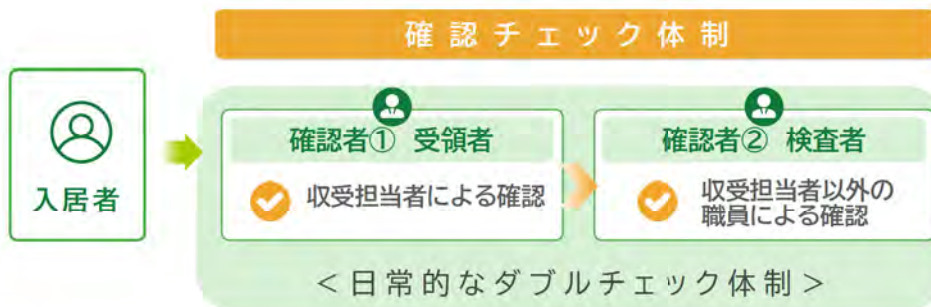 確認チェック体制
入居者
確認者① 受領者
収受担当者による確認
確認者② 検査者
収受担当者以外の
職員による確認
＜日常的なダブルチェック体制＞